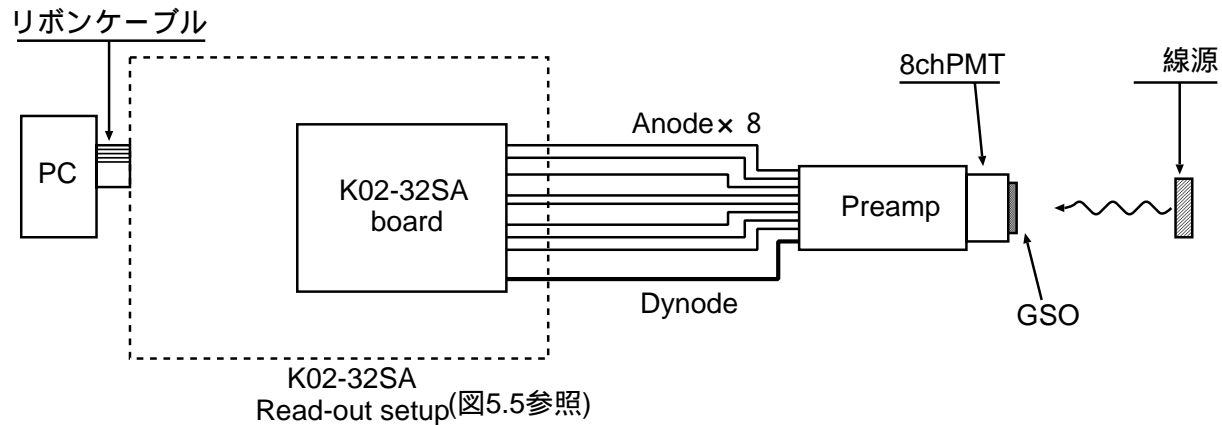 リボンケーブル
8chPMT
線源
Anode× 8
PC
K02-32SA
board
Preamp
Dynode
GSO
K02-32SA
Read-out setup(図5.5参照)